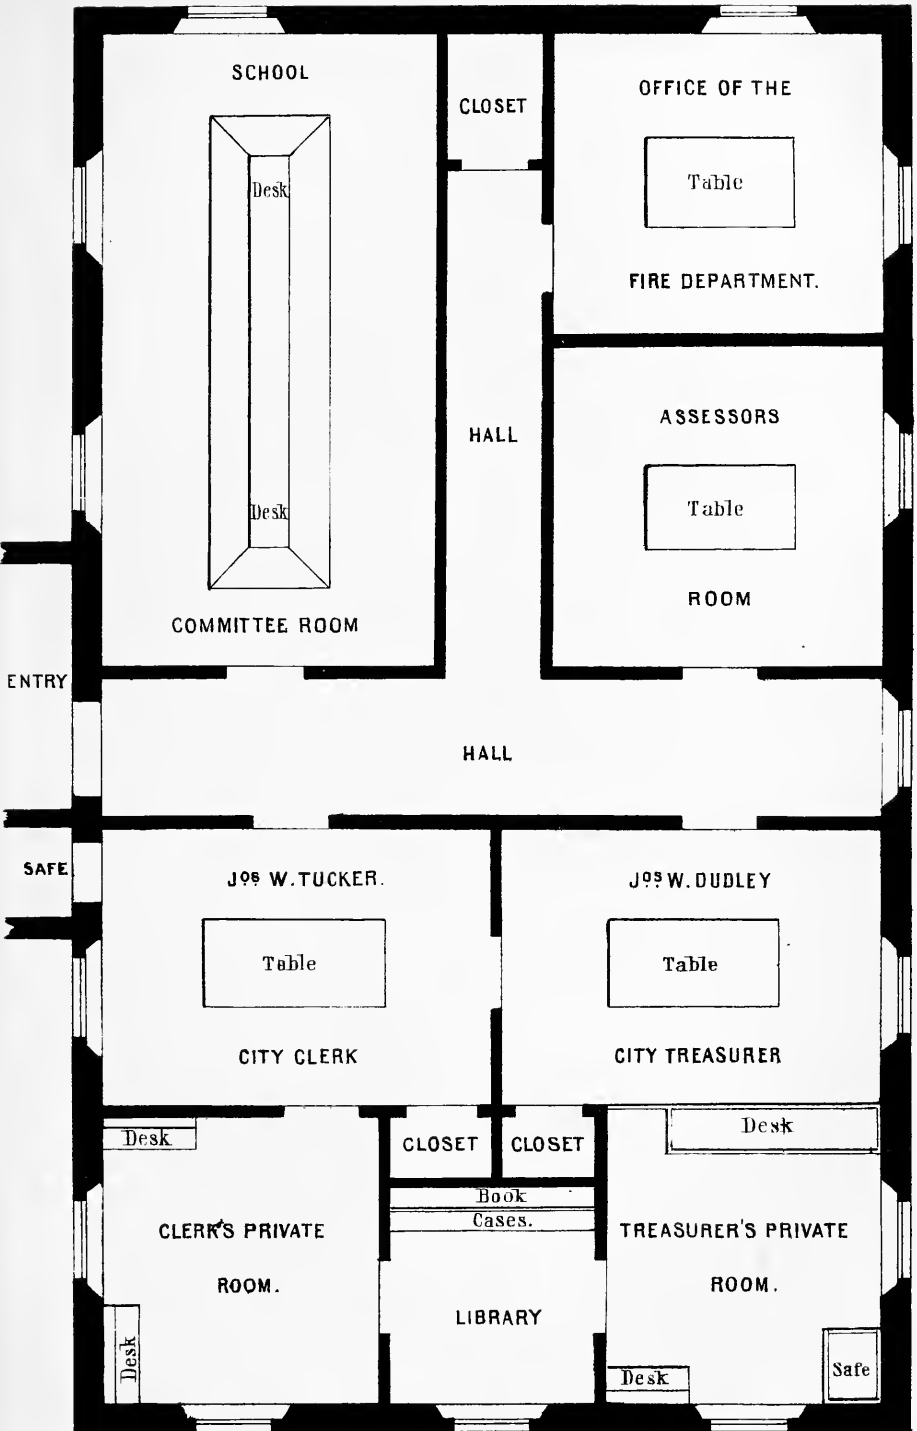 SCHOOL
Desk
Desk
COMMITTEE ROOM
CLOSET
OFFICE OF THE
Table
FIRE DEPARTMENT.
HALL
ASSESSORS
Table
ROOM
ENTRY
HALL
SAFE
Jos W. TUCKER.
Table
CITY CLERK
Jos W. DUDLEY
Table
CITY TREASURER
Desk
CLERK'S PRIVATE
ROOM.
Desk
CLOSET
CLOSET
Book
Cases.
LIBRARY
Desk
TREASURER'S PRIVATE
ROOM.
Desk
Safe